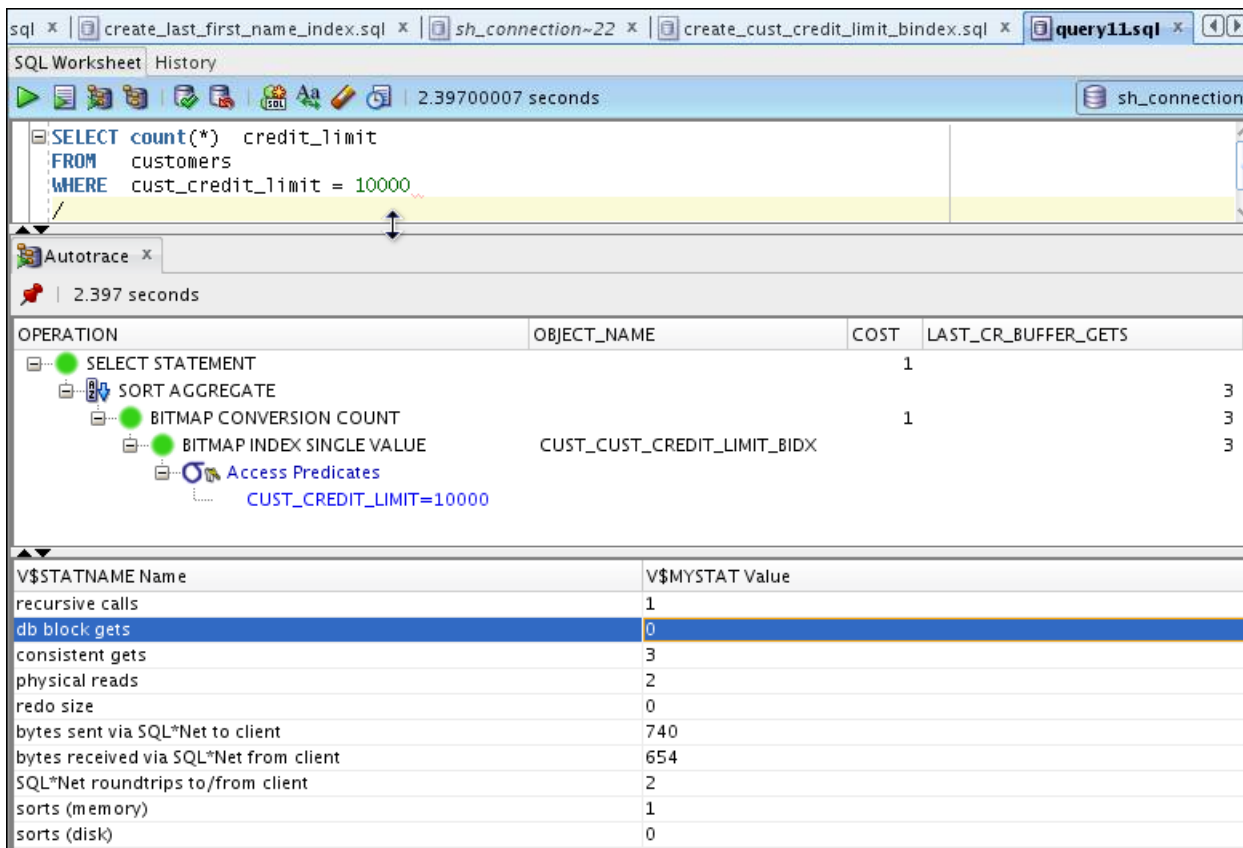 sql create_last_first_name_index.sql sh_connection~22 create_cust_credit_limit_bindex.sql query11.sql
SQL Worksheet History
2.39700007 seconds sh_connection
SELECT count(*) credit_limit
FROM customers
WHERE cust_credit_limit = 10000
/
Autotrace
2.397 seconds
OPERATION OBJECT_NAME COST LAST_CR_BUFFER_GETS
SELECT STATEMENT 1
SORT AGGREGATE 3
BITMAP CONVERSION COUNT 1 3
BITMAP INDEX SINGLE VALUE CUST_CUST_CREDIT_LIMIT_BIDX 3
Access Predicates
CUST_CREDIT_LIMIT=10000
V$STATNAME Name V$MYSTAT Value
recursive calls 1
db block gets 0
consistent gets 3
physical reads 2
redo size 0
bytes sent via SQL*Net to client 740
bytes received via SQL*Net from client 654
SQL*Net roundtrips to/from client 2
sorts (memory) 1
sorts (disk) 0